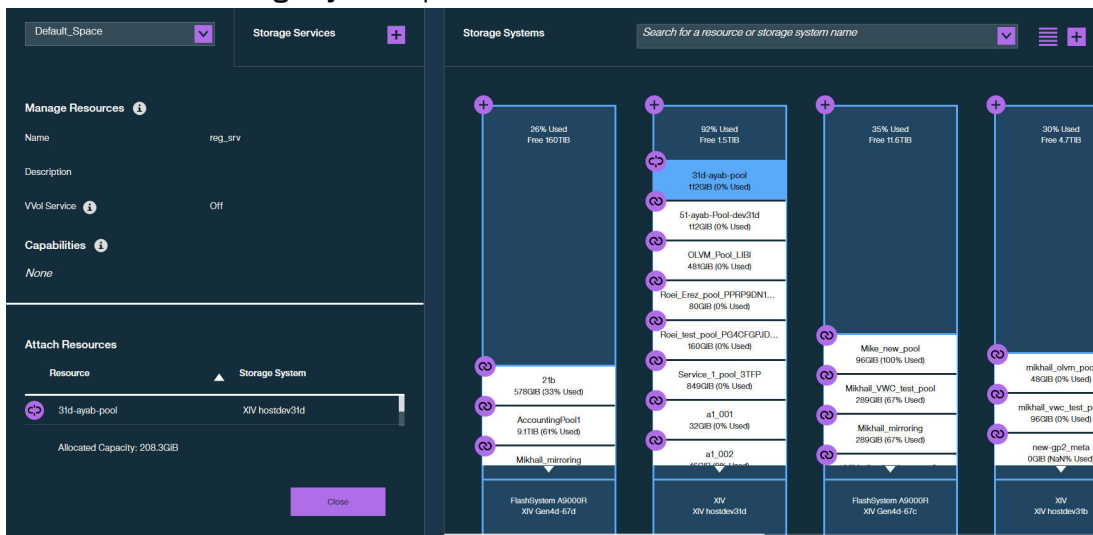 Default_Space
Storage Services
Manage Resources
Name reg_srv
Description
VVol Service Off
Capabilities
None
Attach Resources
Resource Storage System
31d-ayab-pool XIV hostdev31d
Allocated Capacity: 208.3GiB
Close
Storage Systems
Search for a resource or storage system name
26% Used
Free 160TIB
21b
578GIB (33% Used)
AccountingPool1
9.1TIB (61% Used)
Mikhail_mirroring
FlashSystem A9000R
XIV Gen4d-67d
92% Used
Free 1.5TIB
31d-ayab-pool
112GIB (0% Used)
51-ayab-Pool-dev31d
112GIB (0% Used)
OLVM_Pool_LIBI
481GIB (0% Used)
Roei_Erez_pool_PPRP9DN1...
80GIB (0% Used)
Roei_test_pool_PG4CFGPJD...
160GIB (0% Used)
Service_1_pool_3TFP
849GIB (0% Used)
a1_001
32GIB (0% Used)
a1_002
XIV
XIV hostdev31d
35% Used
Free 11.6TIB
Mike_new_pool
96GIB (100% Used)
Mikhail_VWC_test_pool
289GIB (67% Used)
Mikhail_mirroring
289GIB (67% Used)
FlashSystem A9000R
XIV Gen4d-67c
30% Used
Free 4.7TIB
mikhail_olvm_poo
48GIB (0% Used)
mikhail_vwc_test_p
96GIB (0% Used)
new-gp2_meta
0GIB (NaN% Used
XIV
XIV hostdev31b